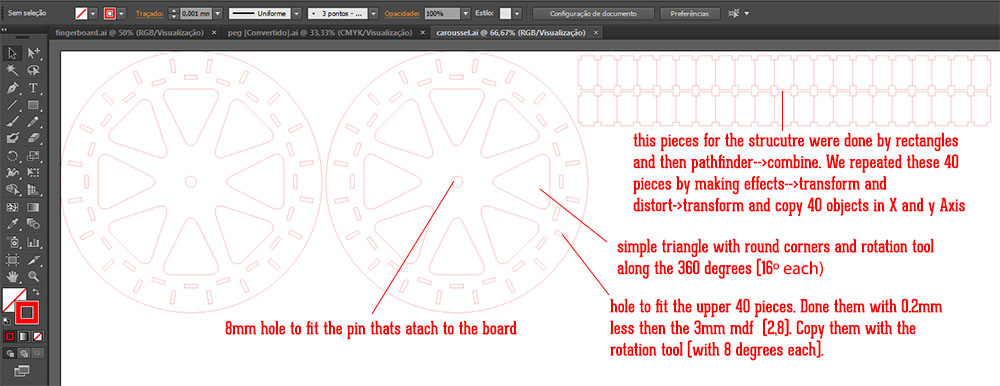 Sem seleção
Traçado:
0,001 mm
Uniforme
3 pontos - ...
Opacidade:
100%
Estilo:
Configuração de documento
Preferências
fingerboard.ai @ 50% (RGB/Visualização) ×
peg [Convertido].ai @ 33,33% (CMYK/Visualização) ×
caroussel.ai @ 66,67% (RGB/Visualização) ×
this pieces for the strucutre were done by rectangles
and then pathfinder-->combine. We repeated these 40
pieces by making effects-->transform and
distort->transform and copy 40 objects in X and y Axis
simple triangle with round corners and rotation tool
along the 360 degrees [16º each)
hole to fit the upper 40 pieces. Done them with 0.2mm
less then the 3mm mdf [2,8]. Copy them with the
rotation tool [with 8 degrees each].
8mm hole to fit the pin thats atach to the board